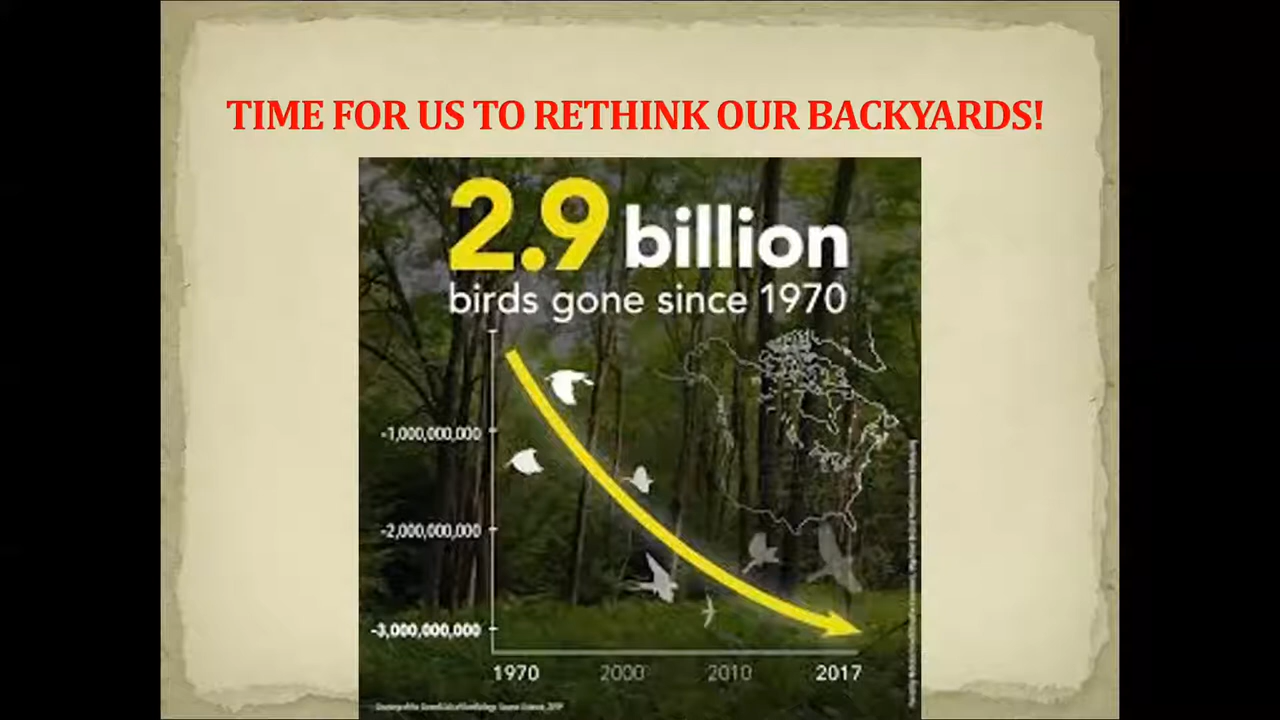 TIME FOR US TO RETHINK OUR BACKYARDS!
2.9 billion
birds gone since 1970
-1,000,000,000
-2,000,000,000
-3,000,000,000
1970 2000 2010 2017